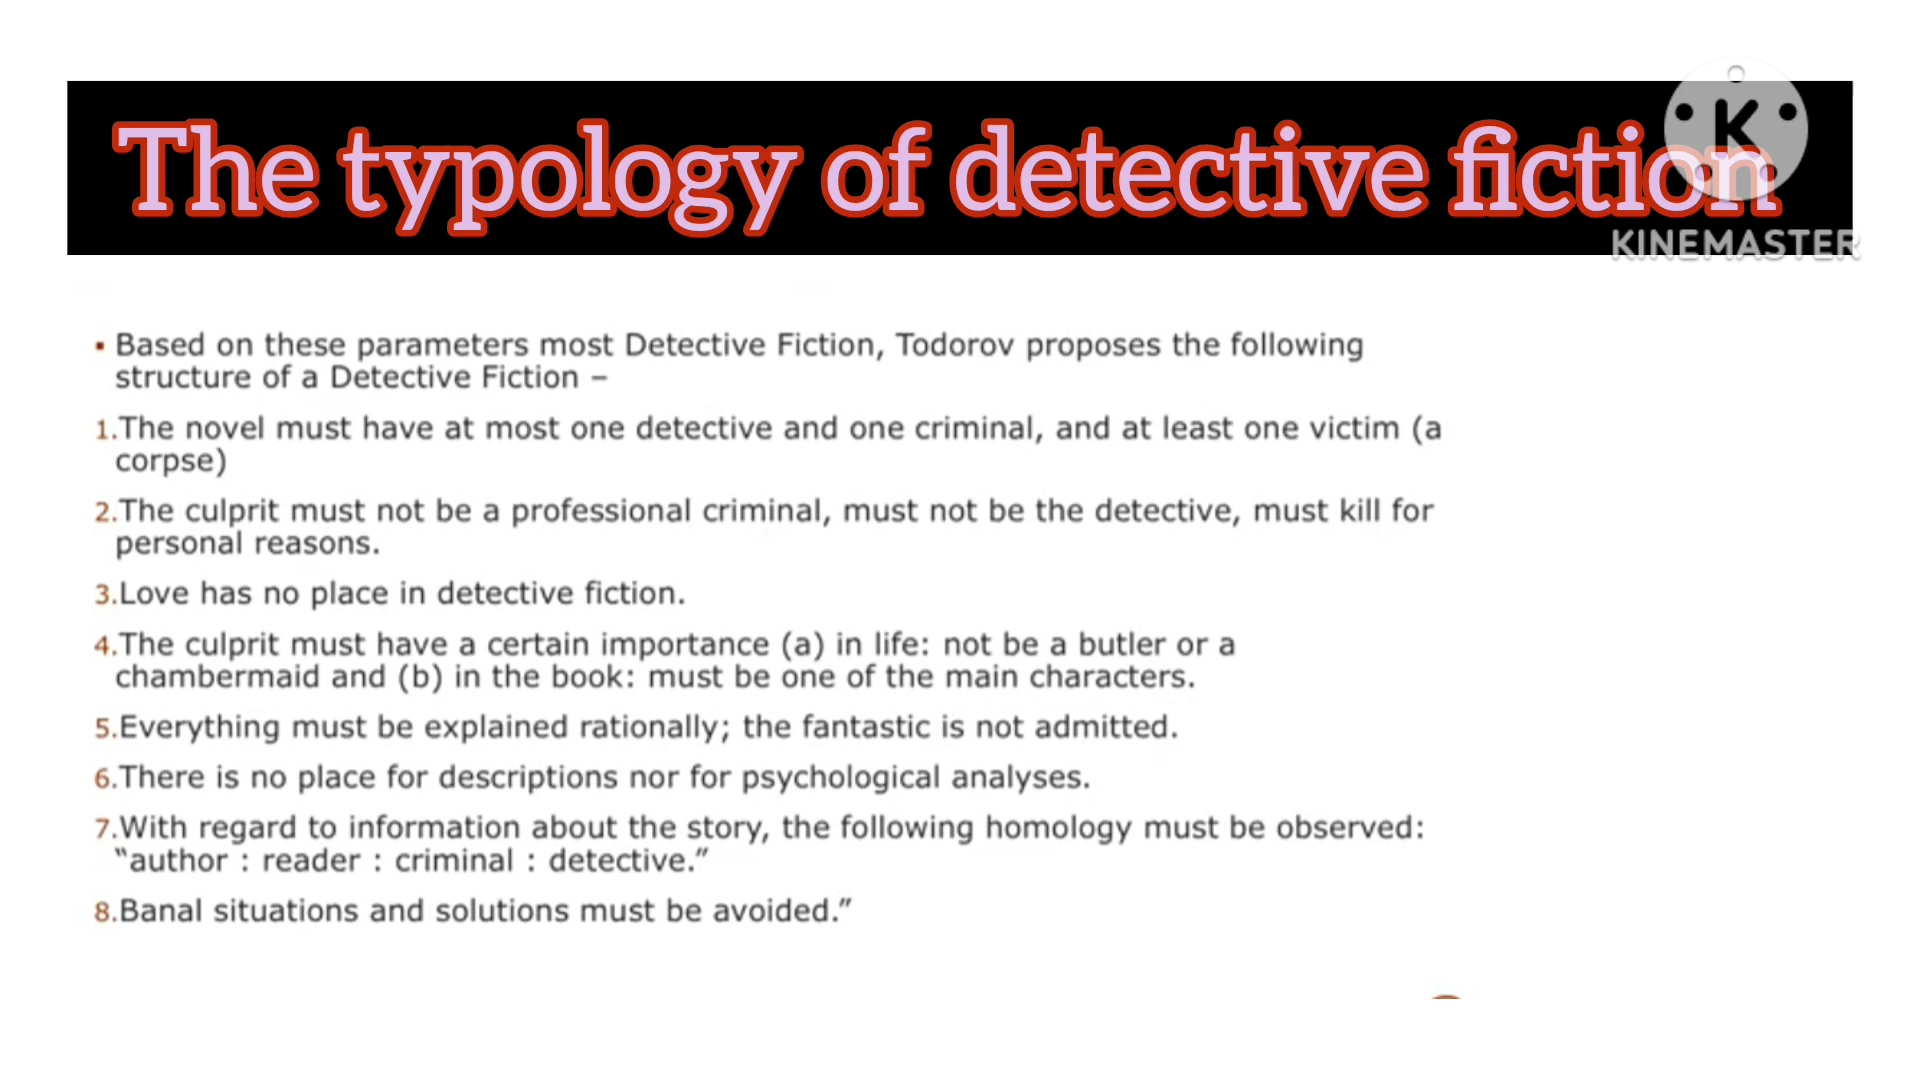 The typology of detective fiction
K
KINEMASTER
▪ Based on these parameters most Detective Fiction, Todorov proposes the following
structure of a Detective Fiction –
1.The novel must have at most one detective and one criminal, and at least one victim (a
corpse)
2.The culprit must not be a professional criminal, must not be the detective, must kill for
personal reasons.
3.Love has no place in detective fiction.
4.The culprit must have a certain importance (a) in life: not be a butler or a
chambermaid and (b) in the book: must be one of the main characters.
5.Everything must be explained rationally; the fantastic is not admitted.
6.There is no place for descriptions nor for psychological analyses.
7.With regard to information about the story, the following homology must be observed:
“author : reader : criminal : detective.”
8.Banal situations and solutions must be avoided.”